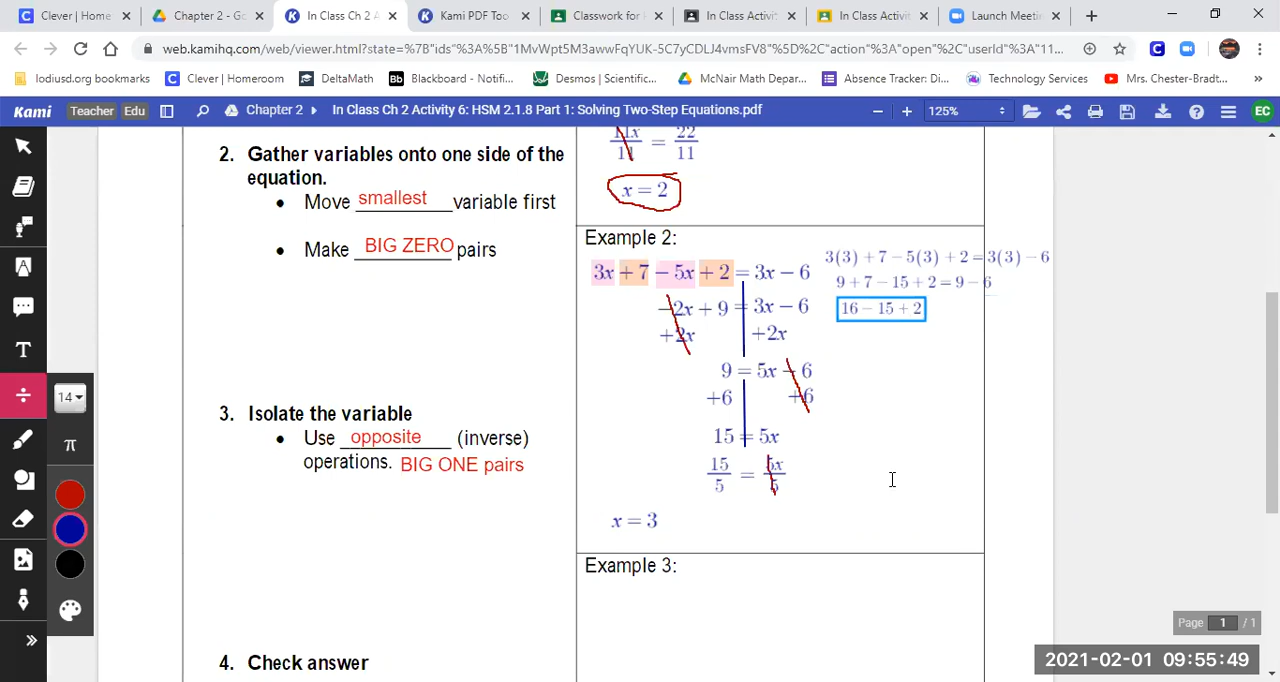 Clever | Home
Chapter 2 - Go
In Class Ch 2 A
Kami PDF Too
Classwork for
In Class Activit
In Class Activit
Launch Meetin
web.kamihq.com/web/viewer.html?state=%7B"ids"%3A%5B"1MvWpt5M3awwFqYUK-5C7yCDLJ4vmsFV8"%5D%2C"action"%3A"open"%2C"userId"%3A"11...
lodiusd.org bookmarks
Clever | Homeroom
DeltaMath
Bb Blackboard - Notifi...
Desmos | Scientific...
McNair Math Depar...
Absence Tracker: Di...
Technology Services
Mrs. Chester-Bradt...
»
Kami Teacher Edu
Chapter 2
In Class Ch 2 Activity 6: HSM 2.1.8 Part 1: Solving Two-Step Equations.pdf
125%
EC
14
π
2. Gather variables onto one side of the
equation.
• Move smallest variable first
• Make BIG ZERO pairs
3. Isolate the variable
• Use opposite (inverse)
operations. BIG ONE pairs
4. Check answer
11x/11 = 22/11
x = 2
Example 2:
3x + 7 − 5x + 2 = 3x − 6
−2x + 9 = 3x − 6
+2x +2x
9 = 5x − 6
+6 +6
15 = 5x
15/5 = 5x/5
x = 3
3(3) + 7 − 5(3) + 2 = 3(3) − 6
9 + 7 − 15 + 2 = 9 − 6
16 − 15 + 2
Example 3:
Page 1 / 1
2021-02-01 09:55:49